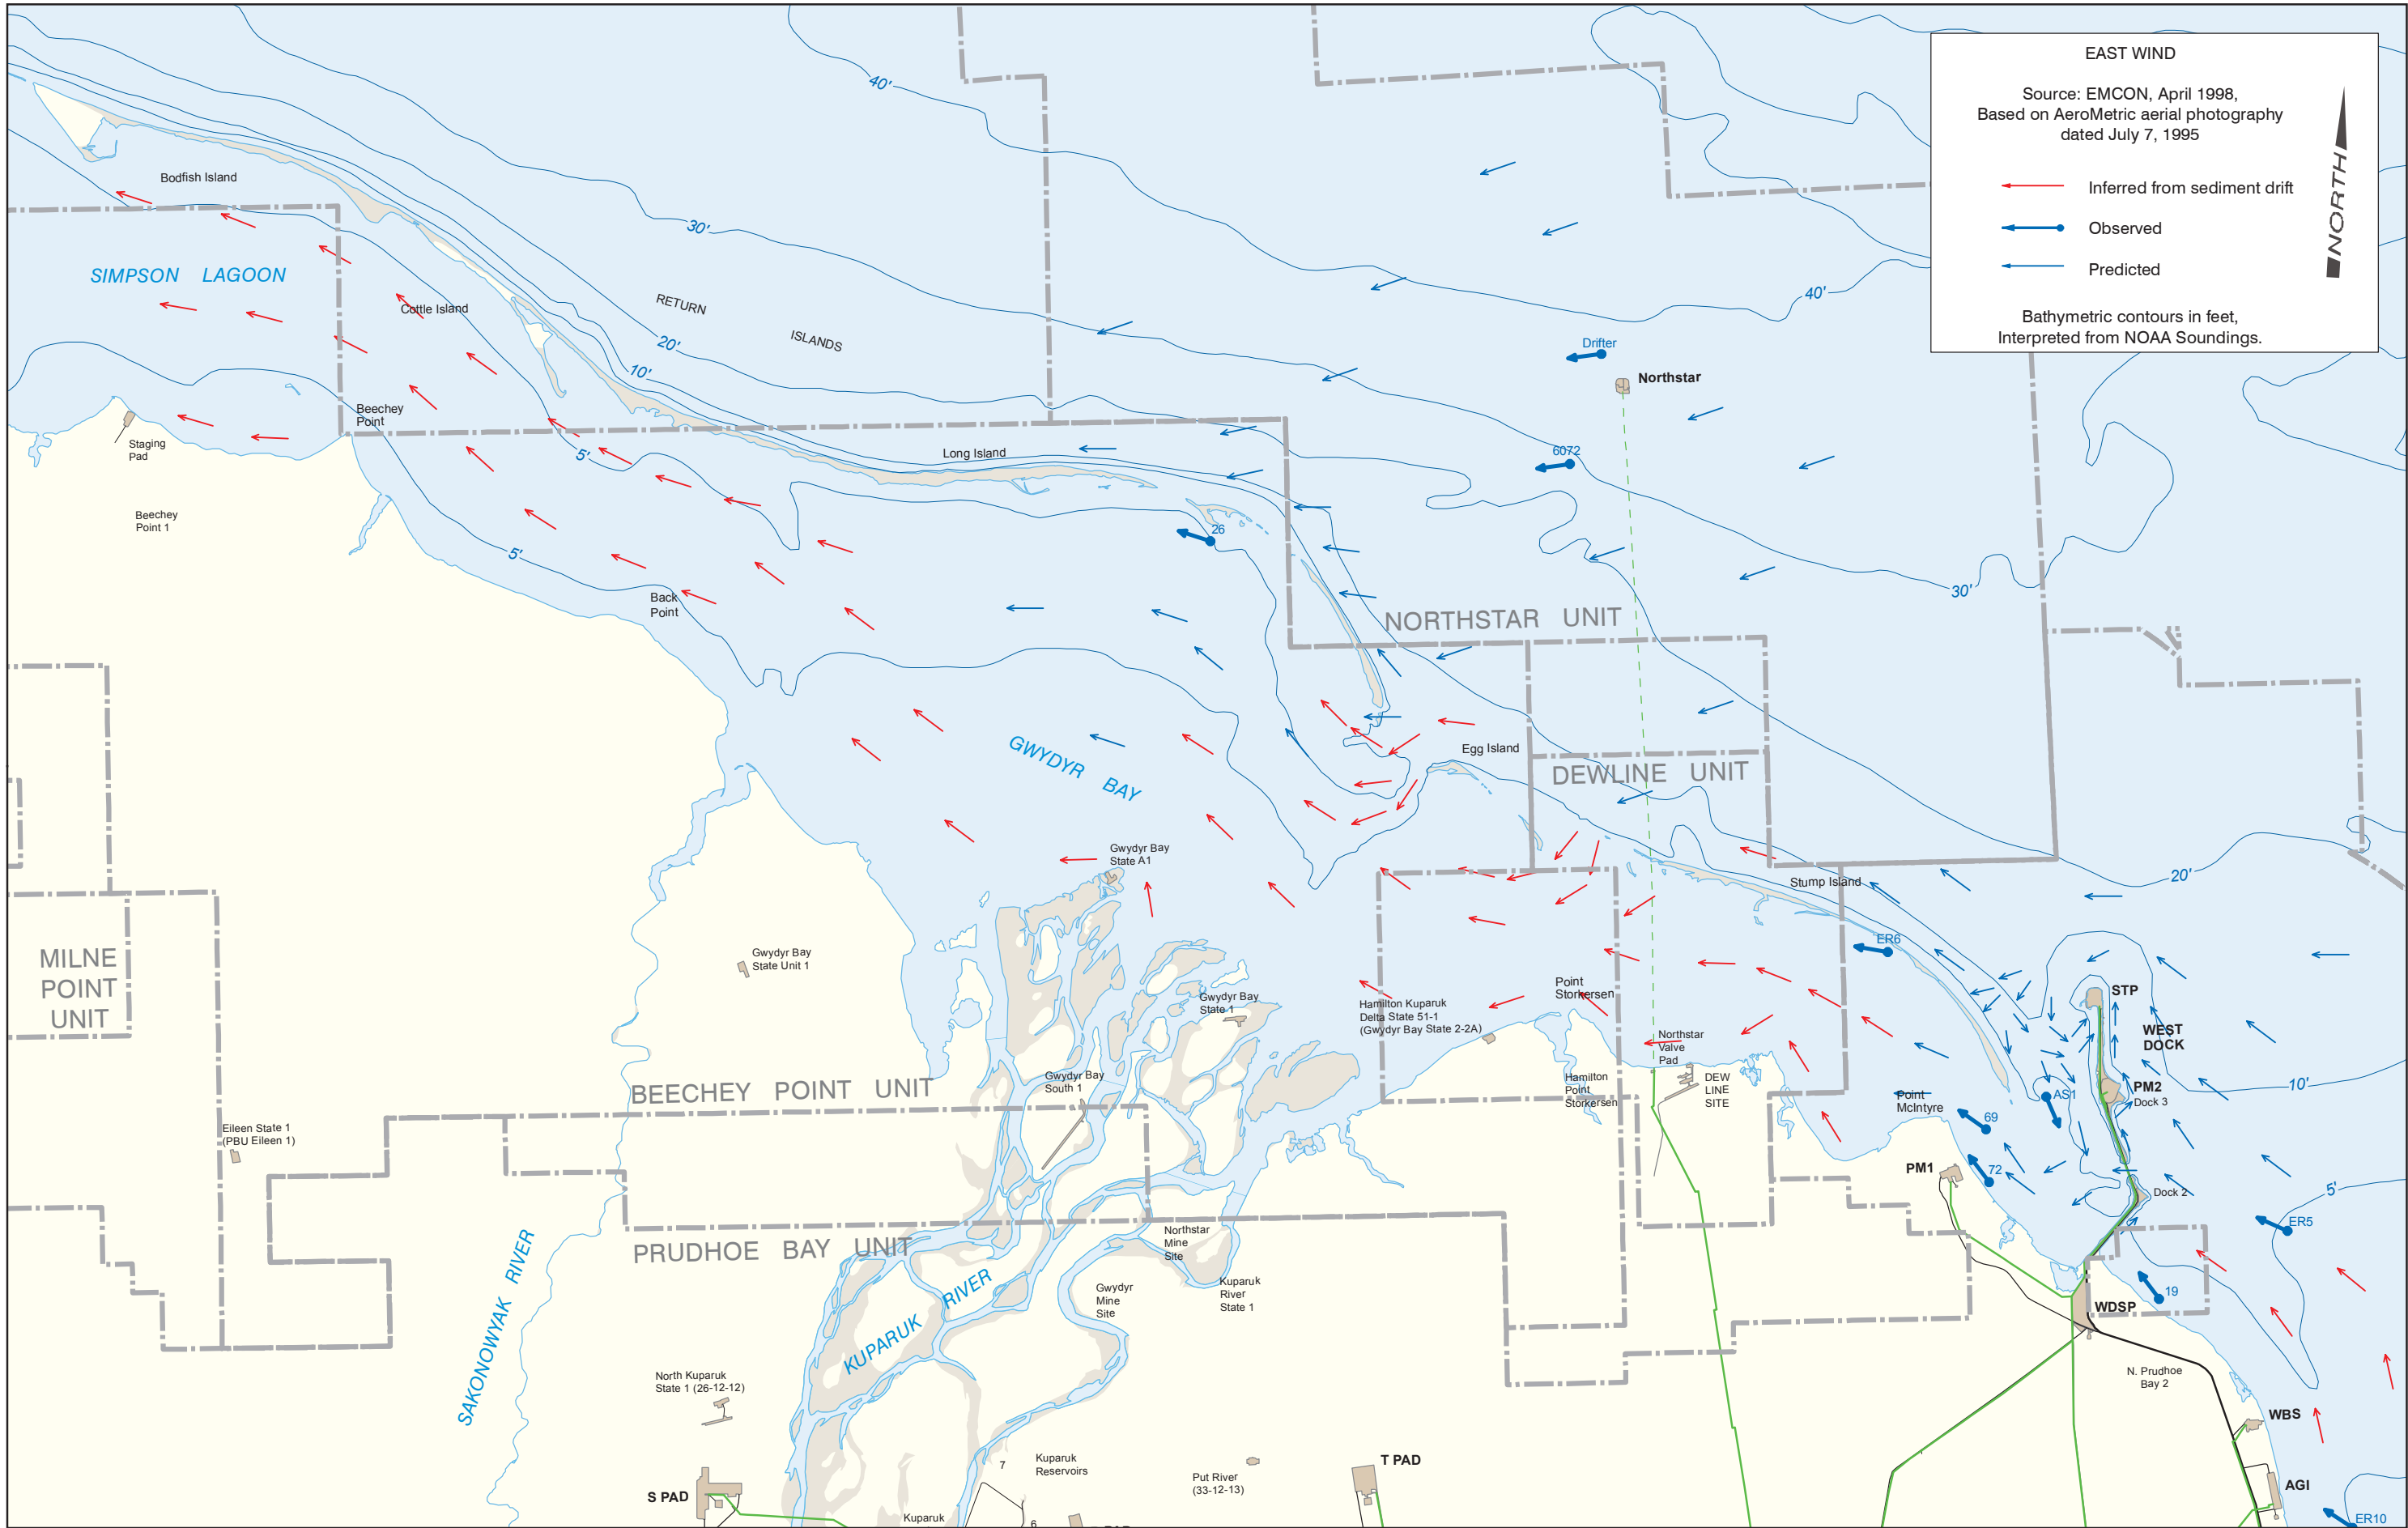 EAST WIND
Source: EMCON, April 1998,
Based on AeroMetric aerial photography
dated July 7, 1995
Inferred from sediment drift
Observed
Predicted
Bathymetric contours in feet,
Interpreted from NOAA Soundings.
NORTH
40'
Bodfish Island
30'
SIMPSON LAGOON
40'
RETURN
ISLANDS
Cottle Island
20'
10'
Drifter
Northstar
Beechey
Point
Staging
Pad
5'
Long Island
6072
Beechey
Point 1
26
5'
30'
Back
Point
NORTHSTAR UNIT
GWYDYR BAY
Egg Island
DEWLINE UNIT
Gwydyr Bay
State A1
Stump Island
20'
MILNE
POINT
UNIT
Gwydyr Bay
State Unit 1
ER6
Gwydyr Bay
State 1
Hamilton Kuparuk
Delta State 51-1
(Gwydyr Bay State 2-2A)
Point
Storkersen
STP
WEST
DOCK
Northstar
Valve
Pad
BEECHEY POINT UNIT
Gwydyr Bay
South 1
Hamilton
Point
Storkersen
DEW
LINE
SITE
Point
McIntyre
AS1
PM2
Dock 3
10'
69
Eileen State 1
(PBU Eileen 1)
PM1
72
Dock 2
5'
ER5
PRUDHOE BAY UNIT
Northstar
Mine
Site
SAKONOWYAK RIVER
KUPARUK RIVER
Gwydyr
Mine
Site
Kuparuk
River
State 1
19
WDSP
North Kuparuk
State 1 (26-12-12)
N. Prudhoe
Bay 2
WBS
7
Kuparuk
Reservoirs
Put River
(33-12-13)
T PAD
S PAD
AGI
Kuparuk
6
ER10